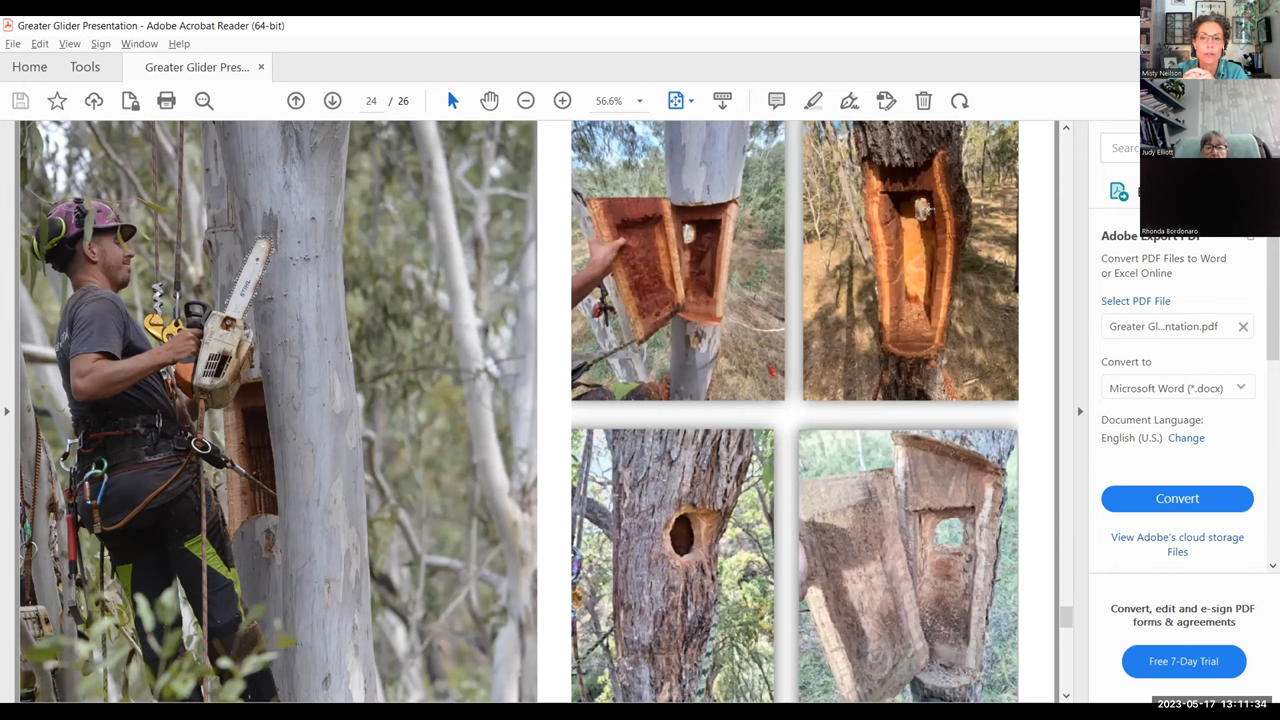 Greater Glider Presentation - Adobe Acrobat Reader (64-bit)
File Edit View Sign Window Help
Home Tools Greater Glider Pres... ×
24 / 26 56.6%
STIHL
Misty Neilson
Judy Elliott
Rhonda Bordonaro
Sear
Adobe Export PDF
Convert PDF Files to Word
or Excel Online
Select PDF File
Greater Gl...ntation.pdf
Convert to
Microsoft Word (*.docx)
Document Language:
English (U.S.) Change
Convert
View Adobe's cloud storage
Files
Convert, edit and e-sign PDF
forms & agreements
Free 7-Day Trial
2023-05-17 13:11:34